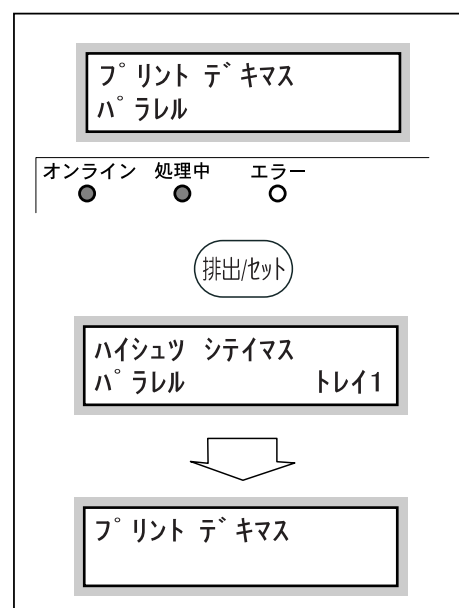 プリント デキマス
パラレル
オンライン 処理中 エラー
排出/セット
ハイシュツ シテイマス
パラレル トレイ1
プリント デキマス